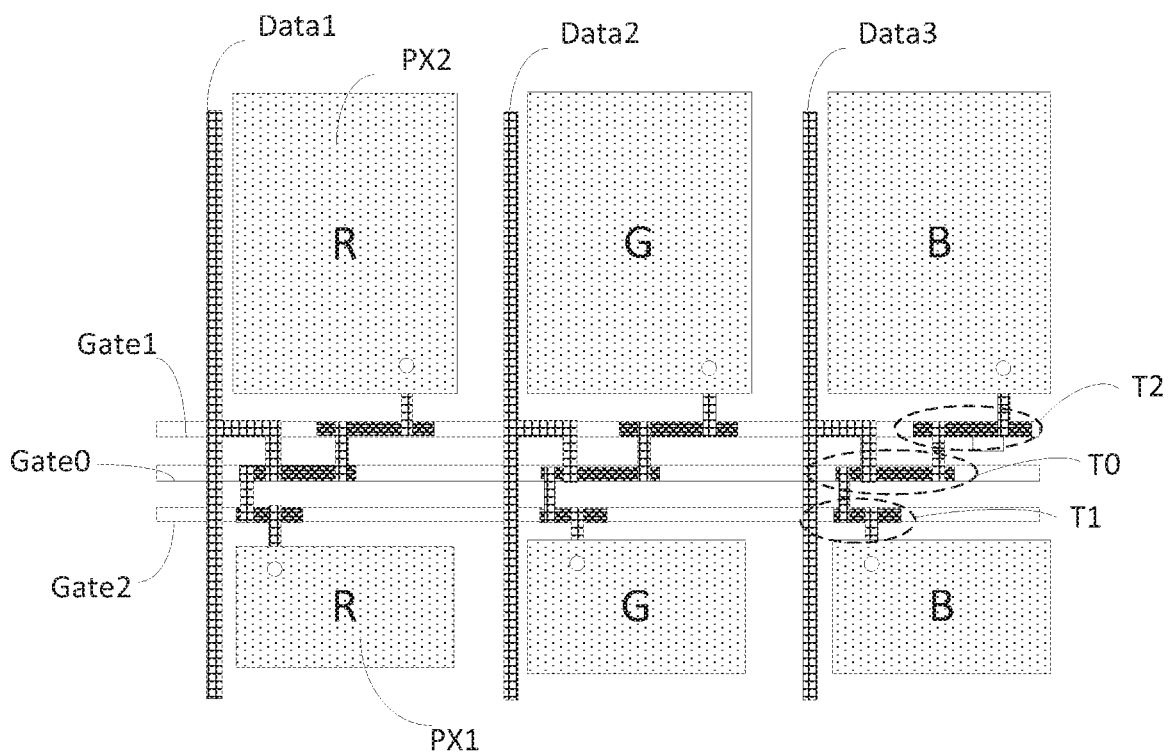 Data1
Data2
Data3
PX2
R
G
B
Gate1
T2
Gate0
T0
T1
Gate2
R
G
B
PX1